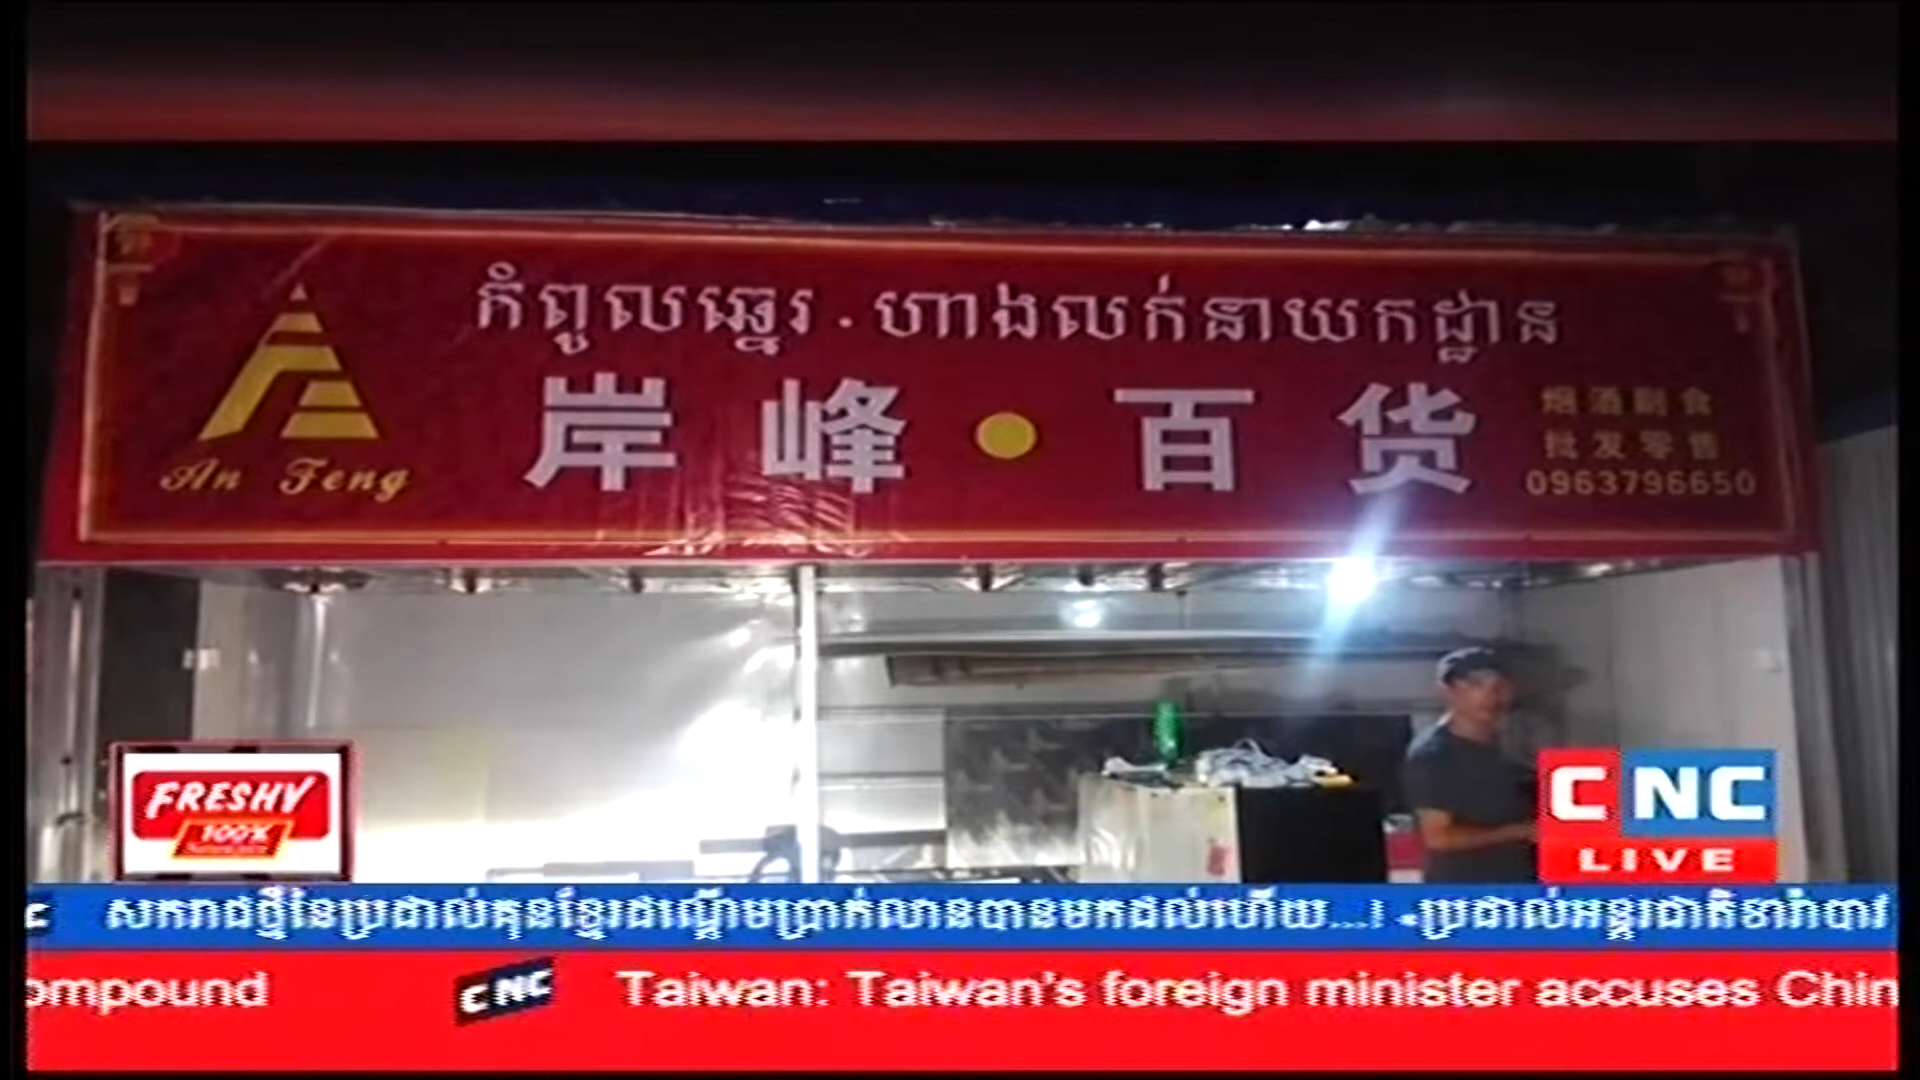 កំពូលឆ្នេរ . ហាងលក់នាយកដ្ឋាន
岸峰·百货
An Feng
烟酒副食
批发零售
0963796650
FRESHY
100%
CNC
LIVE
ompound CNC Taiwan: Taiwan's foreign minister accuses Chin